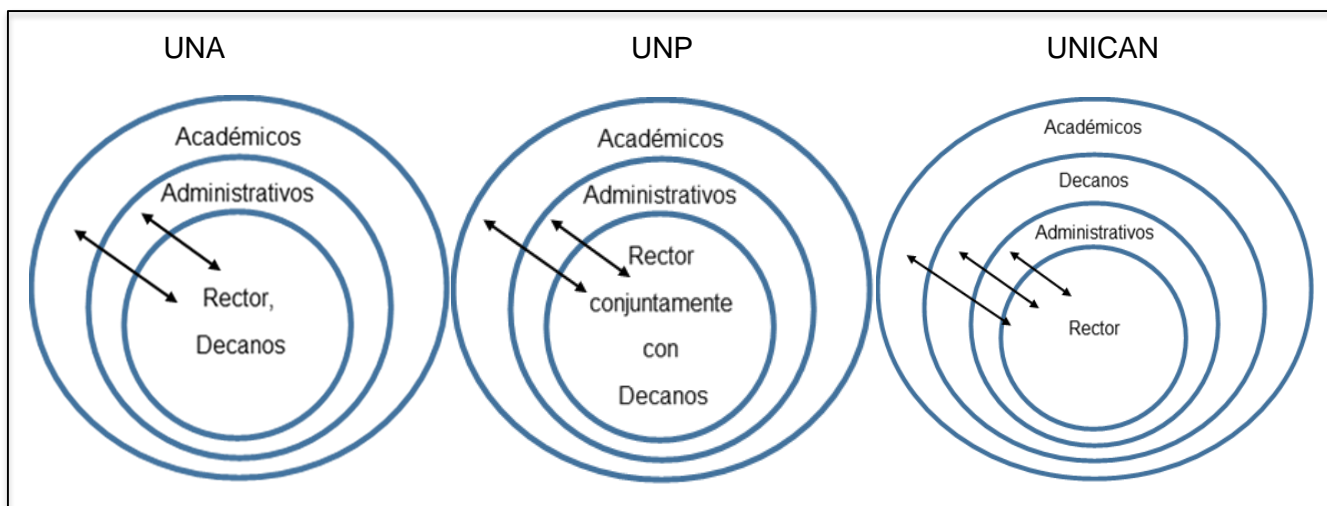 UNA
Académicos
Administrativos
Rector,
Decanos
UNP
Académicos
Administrativos
Rector
conjuntamente
con
Decanos
UNICAN
Académicos
Decanos
Administrativos
Rector